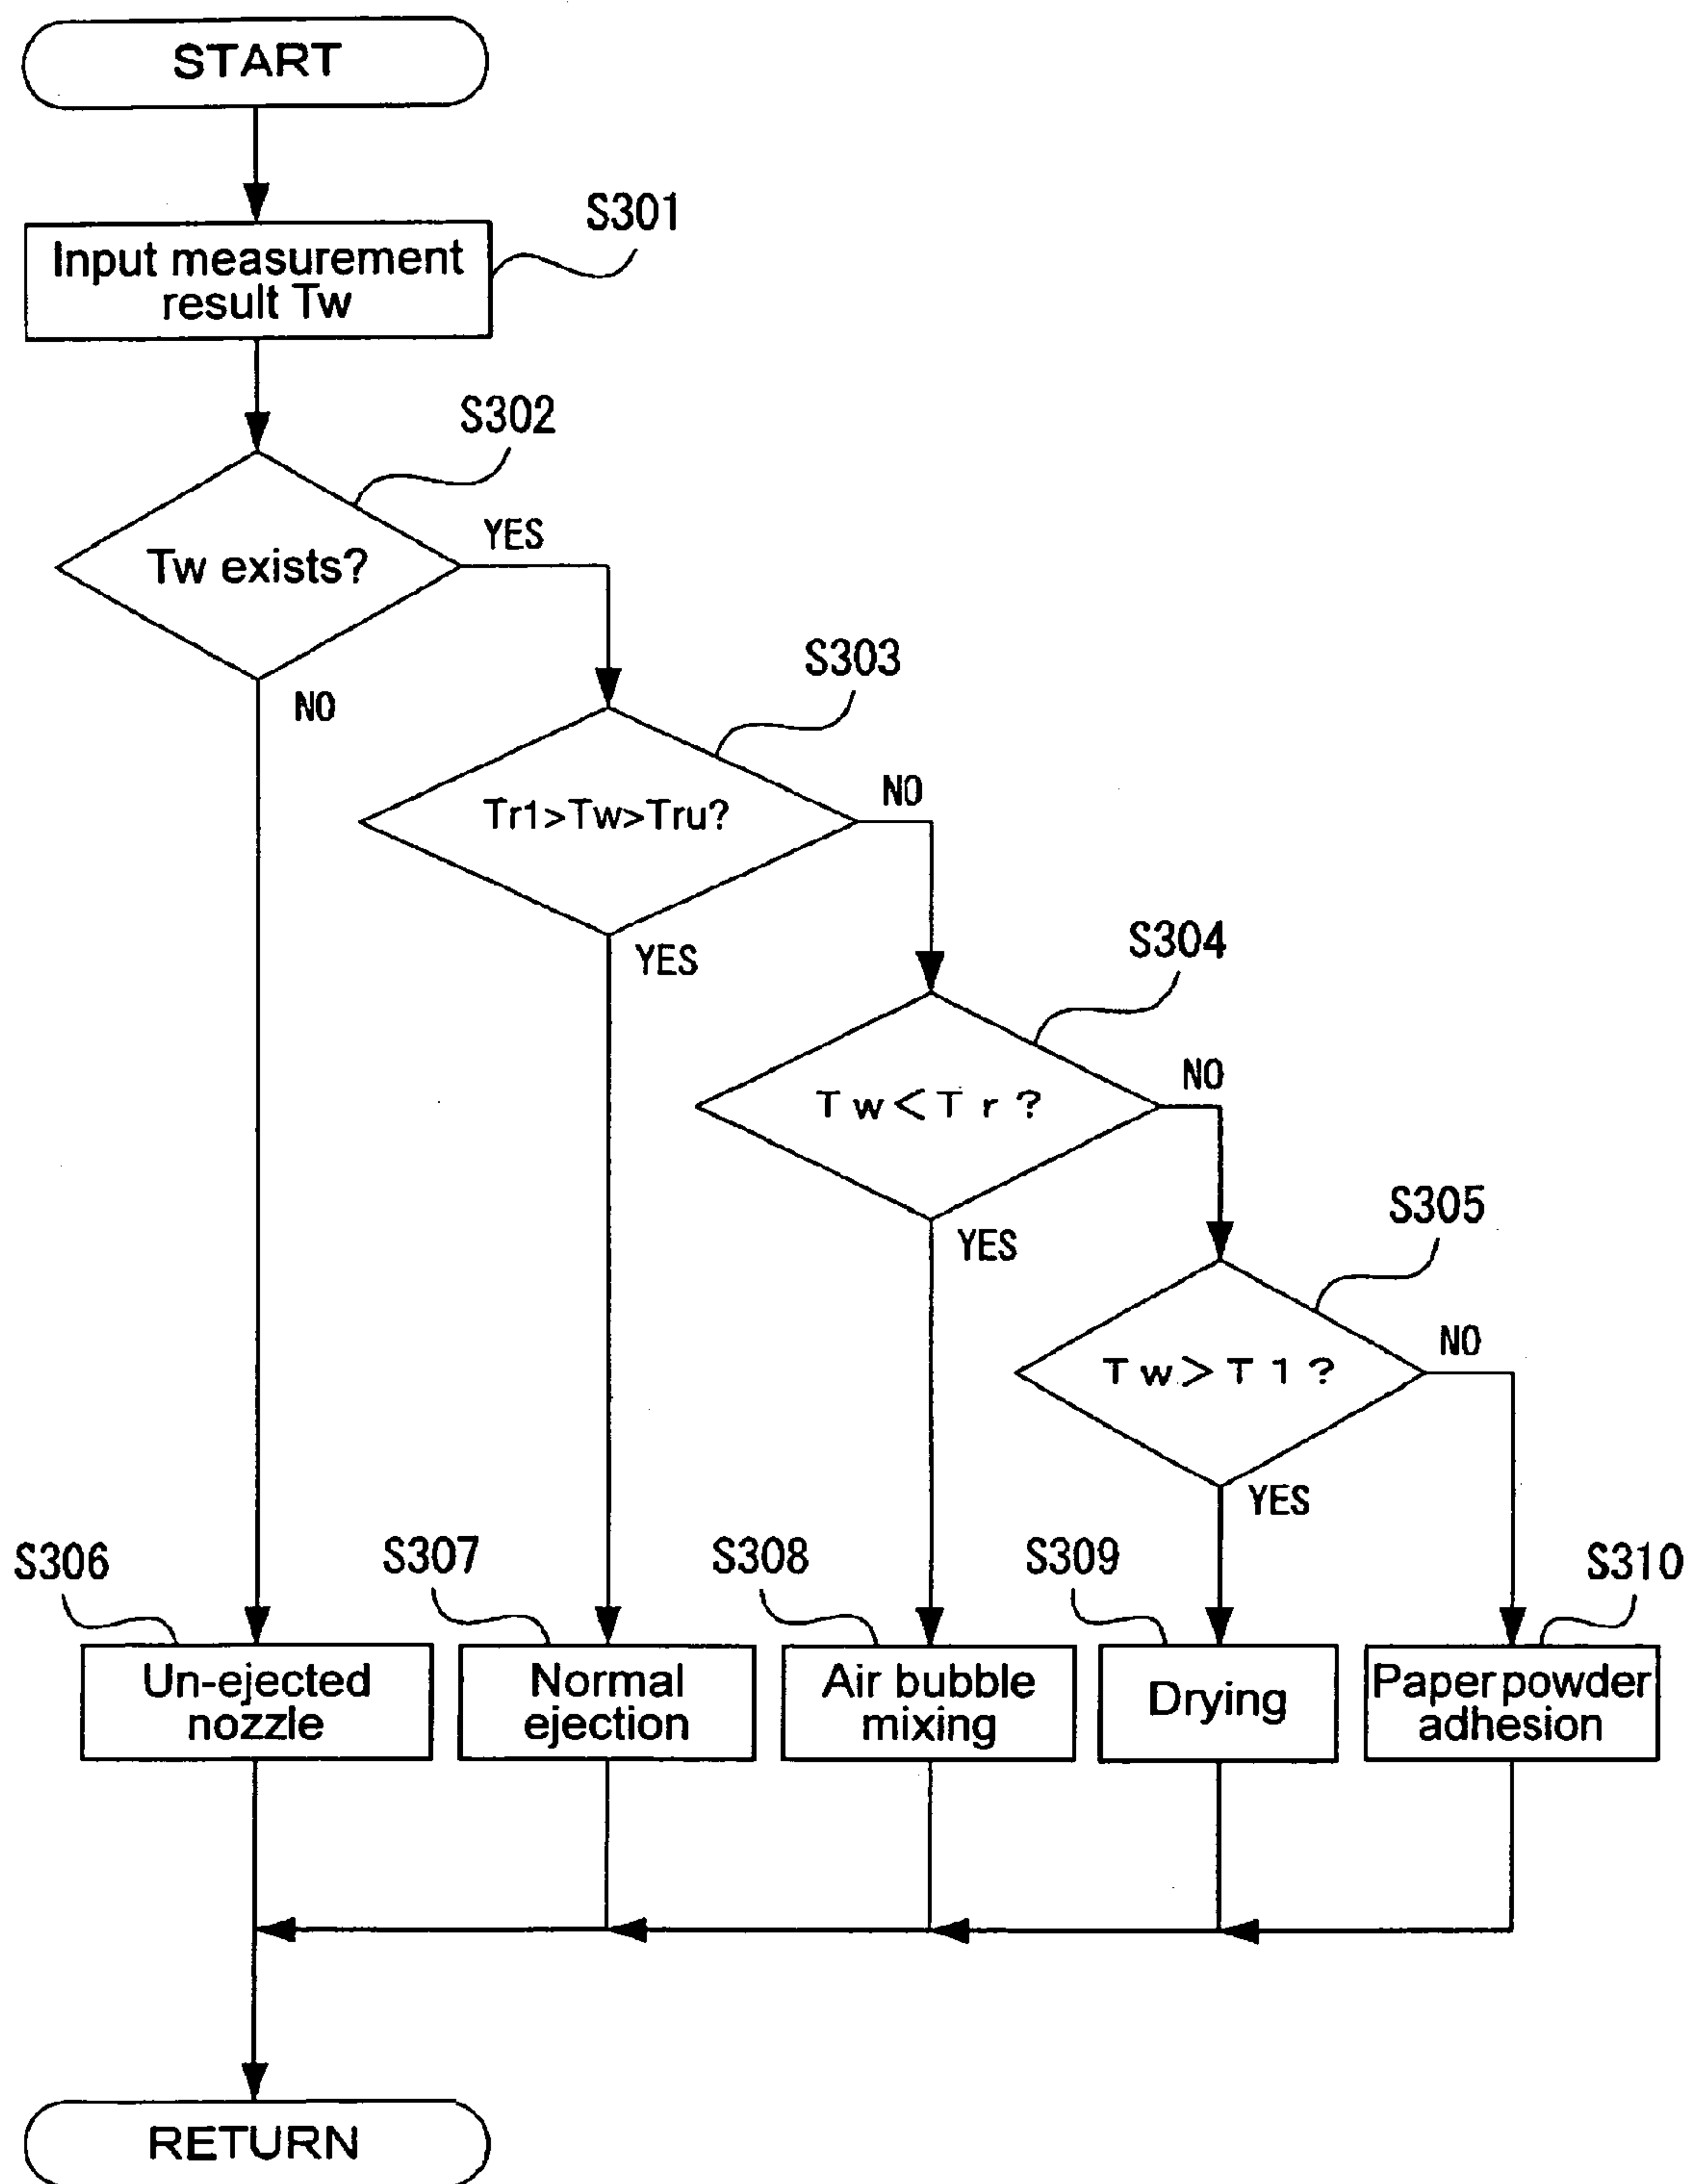 START
S301
Input measurement
result Tw
S302
Tw exists?
YES
NO
S303
Tr1>Tw>Tru?
NO
YES
S304
Tw<Tr?
NO
YES
S305
Tw>T1?
NO
YES
S306
S307
S308
S309
S310
Un-ejected
nozzle
Normal
ejection
Air bubble
mixing
Drying
Paper powder
adhesion
RETURN